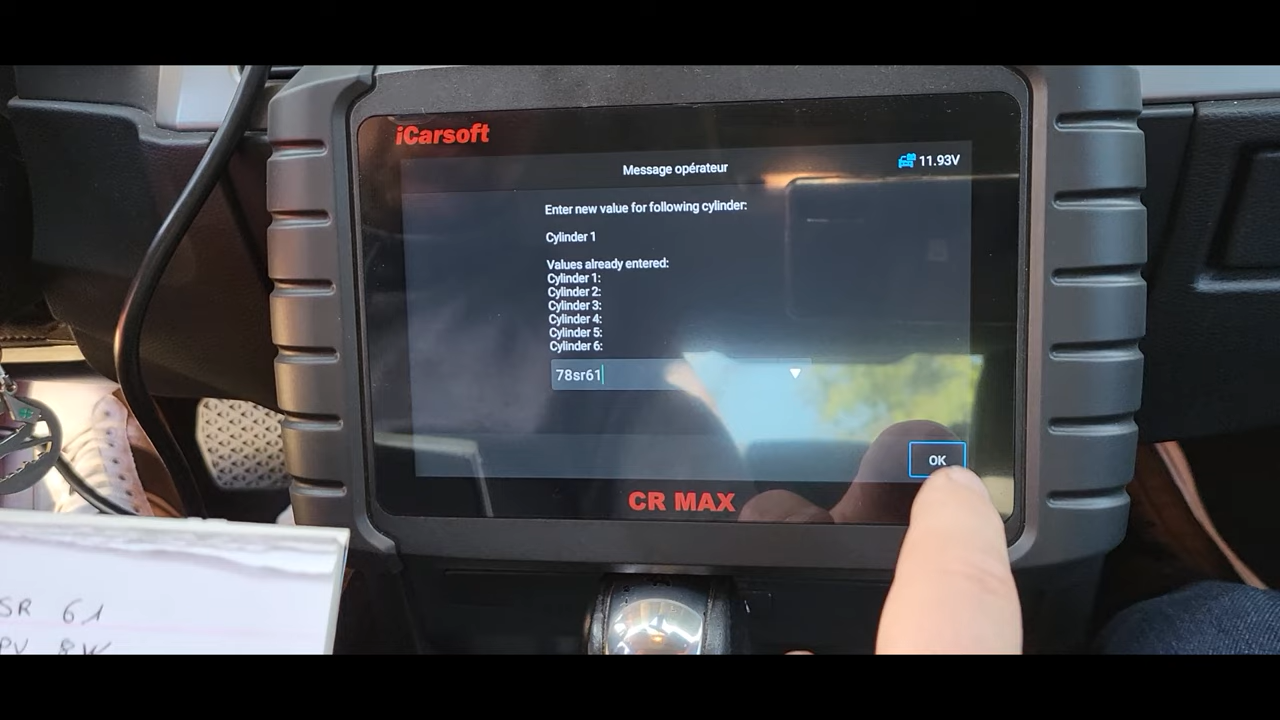 iCarsoft
Message opérateur
11.93V
Enter new value for following cylinder:
Cylinder 1
Values already entered:
Cylinder 1:
Cylinder 2:
Cylinder 3:
Cylinder 4:
Cylinder 5:
Cylinder 6:
78sr61
OK
CR MAX
SR 61